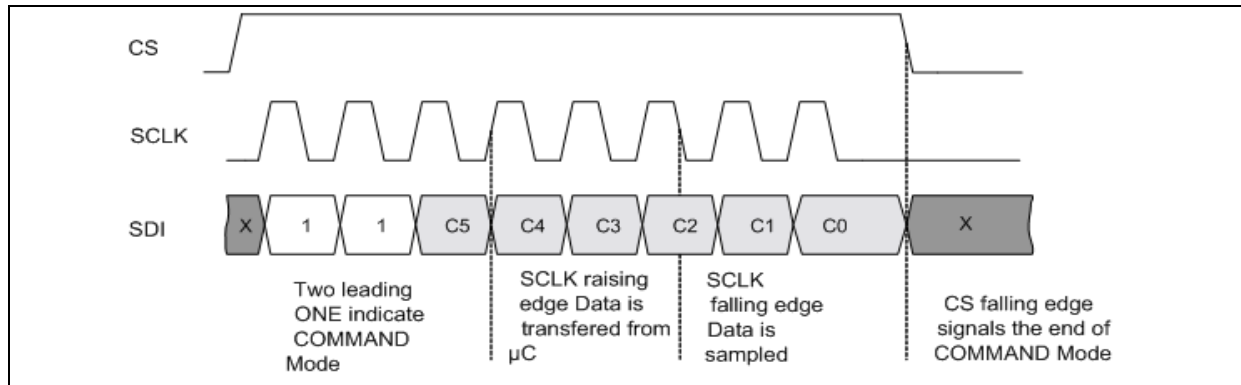 CS
SCLK
SDI
X 1 1 C5 C4 C3 C2 C1 C0 X
Two leading
ONE indicate
COMMAND
Mode
SCLK raising
edge Data is
transfered from
µC
SCLK
falling edge
Data is
sampled
CS falling edge
signals the end of
COMMAND Mode